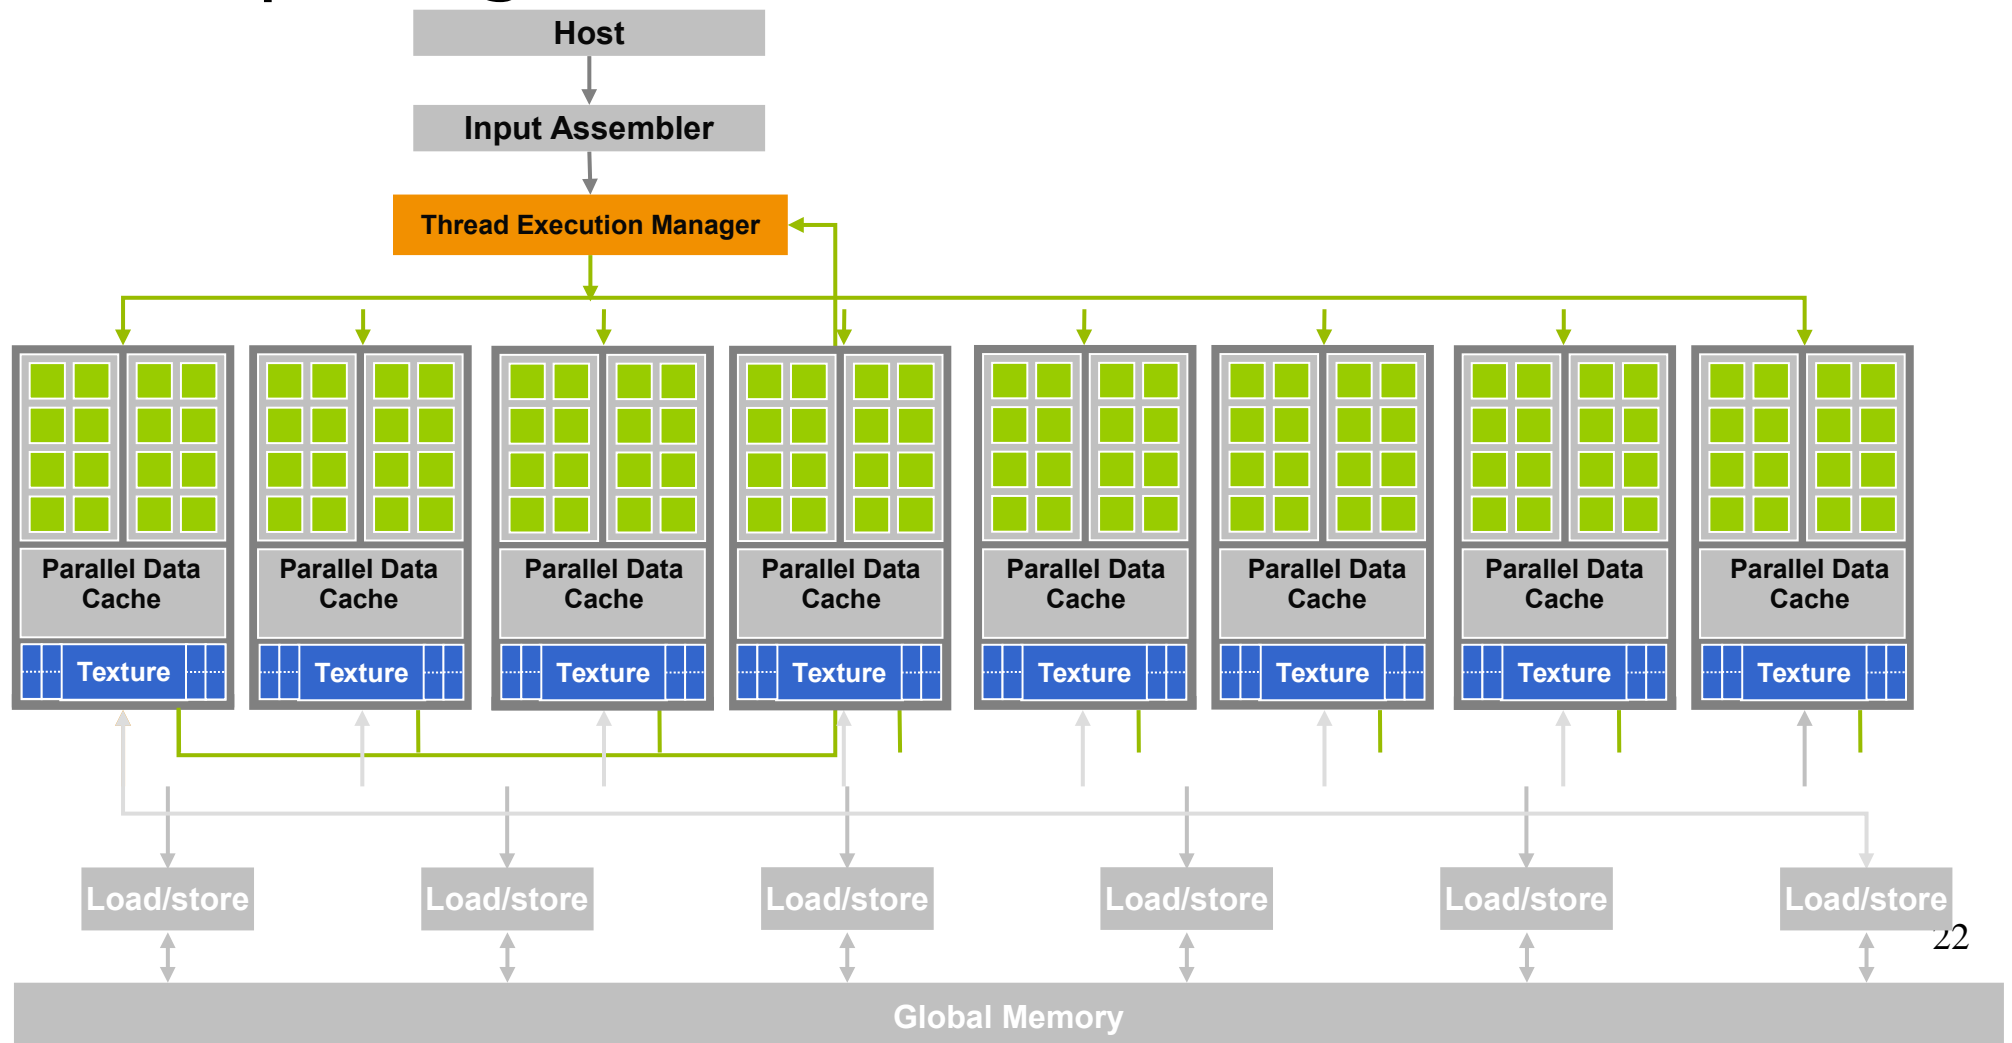 Host
Input Assembler
Thread Execution Manager
Parallel Data Cache
Parallel Data Cache
Parallel Data Cache
Parallel Data Cache
Parallel Data Cache
Parallel Data Cache
Parallel Data Cache
Parallel Data Cache
Texture
Texture
Texture
Texture
Texture
Texture
Texture
Texture
Load/store
Load/store
Load/store
Load/store
Load/store
Load/store
22
Global Memory